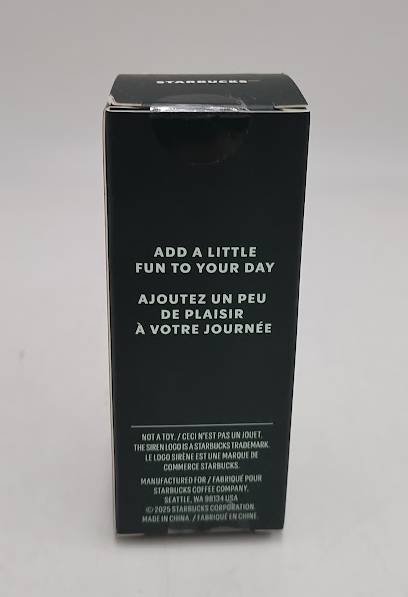 STARBUCKS
ADD A LITTLE
FUN TO YOUR DAY
AJOUTEZ UN PEU
DE PLAISIR
À VOTRE JOURNÉE
NOT A TOY. / CECI N'EST PAS UN JOUET.
THE SIREN LOGO IS A STARBUCKS TRADEMARK.
LE LOGO SIRÈNE EST UNE MARQUE DE
COMMERCE STARBUCKS.
MANUFACTURED FOR / FABRIQUÉ POUR
STARBUCKS COFFEE COMPANY,
SEATTLE, WA 98134 USA
© 2025 STARBUCKS CORPORATION.
MADE IN CHINA. / FABRIQUÉ EN CHINE.